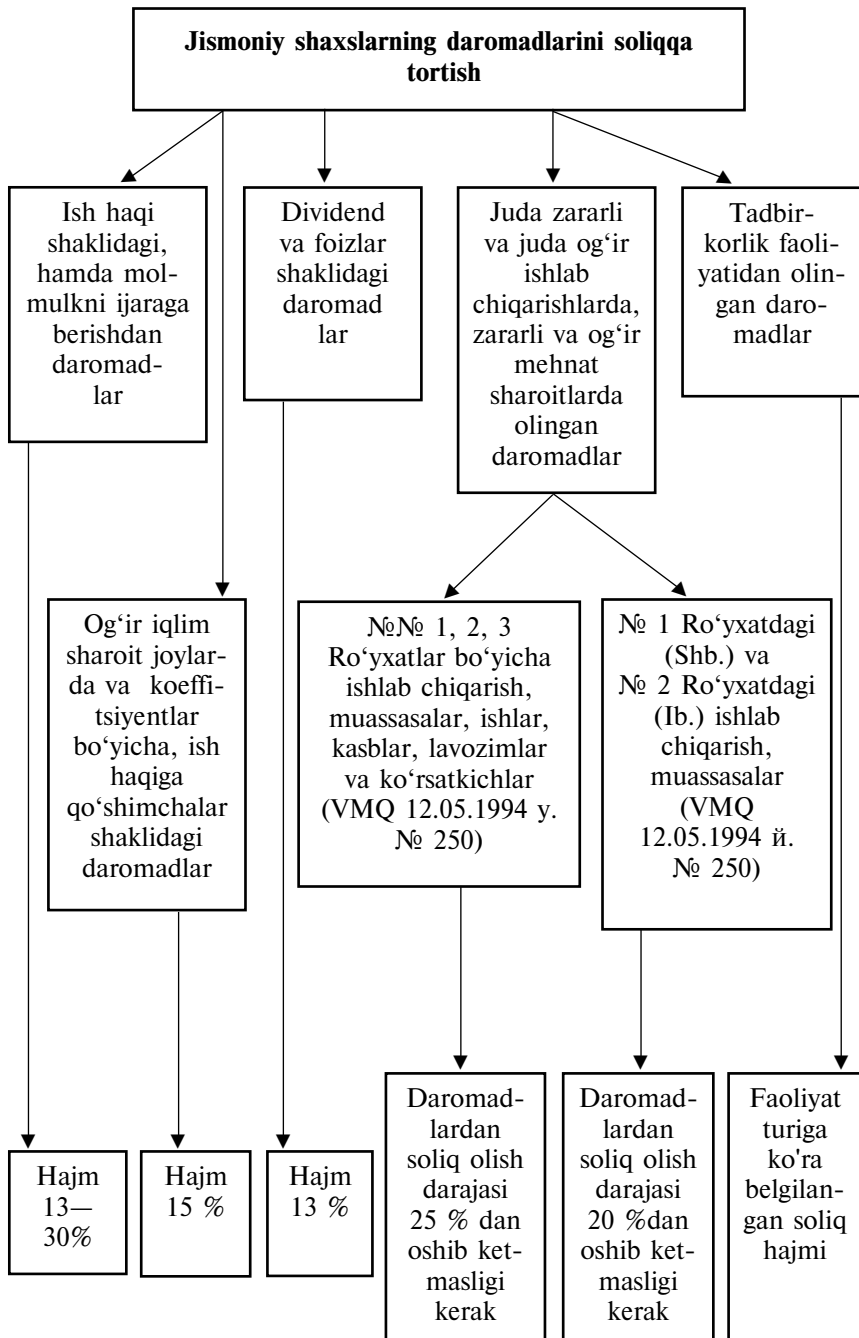 Jismoniy shaxslarning daromadlarini soliqqa
tortish
Ish haqi
shaklidagi,
hamda mol-
mulkni ijaraga
berishdan
daromad-
lar
Dividend
va foizlar
shaklidagi
daromad
lar
Juda zararli
va juda og‘ir
ishlab
chiqarishlarda,
zararli va og‘ir
mehnat
sharoitlarda
olingan
daromadlar
Tadbir-
korlik faoli-
yatidan olin-
gan daro-
madlar
Og‘ir iqlim
sharoit joylar-
da va koeffi-
tsiyentlar
bo‘yicha, ish
haqiga
qo‘shimchalar
shaklidagi
daromadlar
№№ 1, 2, 3
Ro‘yxatlar bo‘yicha
ishlab chiqarish,
muassasalar, ishlar,
kasblar, lavozimlar
va ko‘rsatkichlar
(VMQ 12.05.1994 y.
№ 250)
№ 1 Ro‘yxatdagi
(Shb.) va
№ 2 Ro‘yxatdagi
(Ib.) ishlab
chiqarish,
muassasalar
(VMQ
12.05.1994 й.
№ 250)
Hajm
13—
30%
Hajm
15 %
Hajm
13 %
Daromad-
lardan
soliq olish
darajasi
25 % dan
oshib ket-
masligi
kerak
Daromad-
lardan
soliq olish
darajasi
20 %dan
oshib ket-
masligi
kerak
Faoliyat
turiga
ko'ra
belgilan-
gan soliq
hajmi